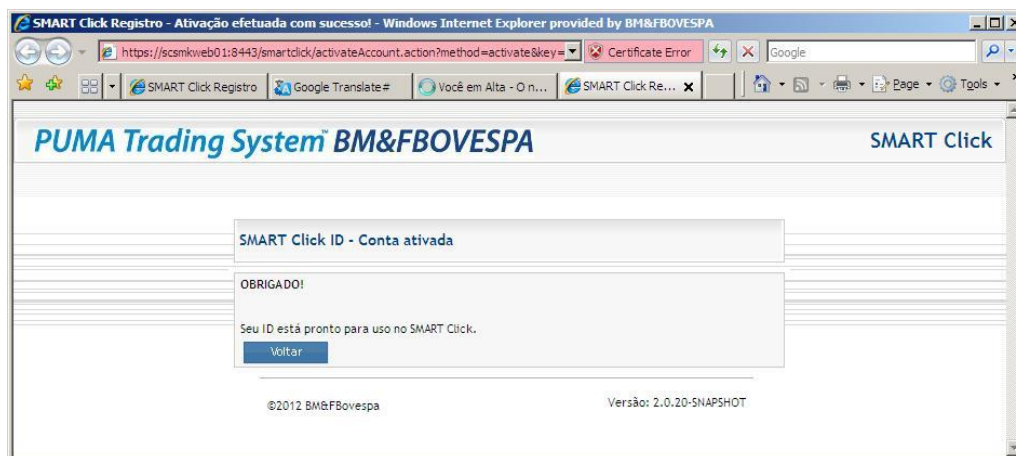 SMART Click Registro - Ativação efetuada com sucesso! - Windows Internet Explorer provided by BM&FBOVESPA
https://scsmkweb01:8443/smartclick/activateAccount.action?method=activate&key= Certificate Error Google
SMART Click Registro Google Translate# Você em Alta - O n... SMART Click Re... Page Tools
PUMA Trading System™ BM&FBOVESPA SMART Click
SMART Click ID - Conta ativada
OBRIGADO!
Seu ID está pronto para uso no SMART Click.
Voltar
©2012 BM&FBovespa Versão: 2.0.20-SNAPSHOT